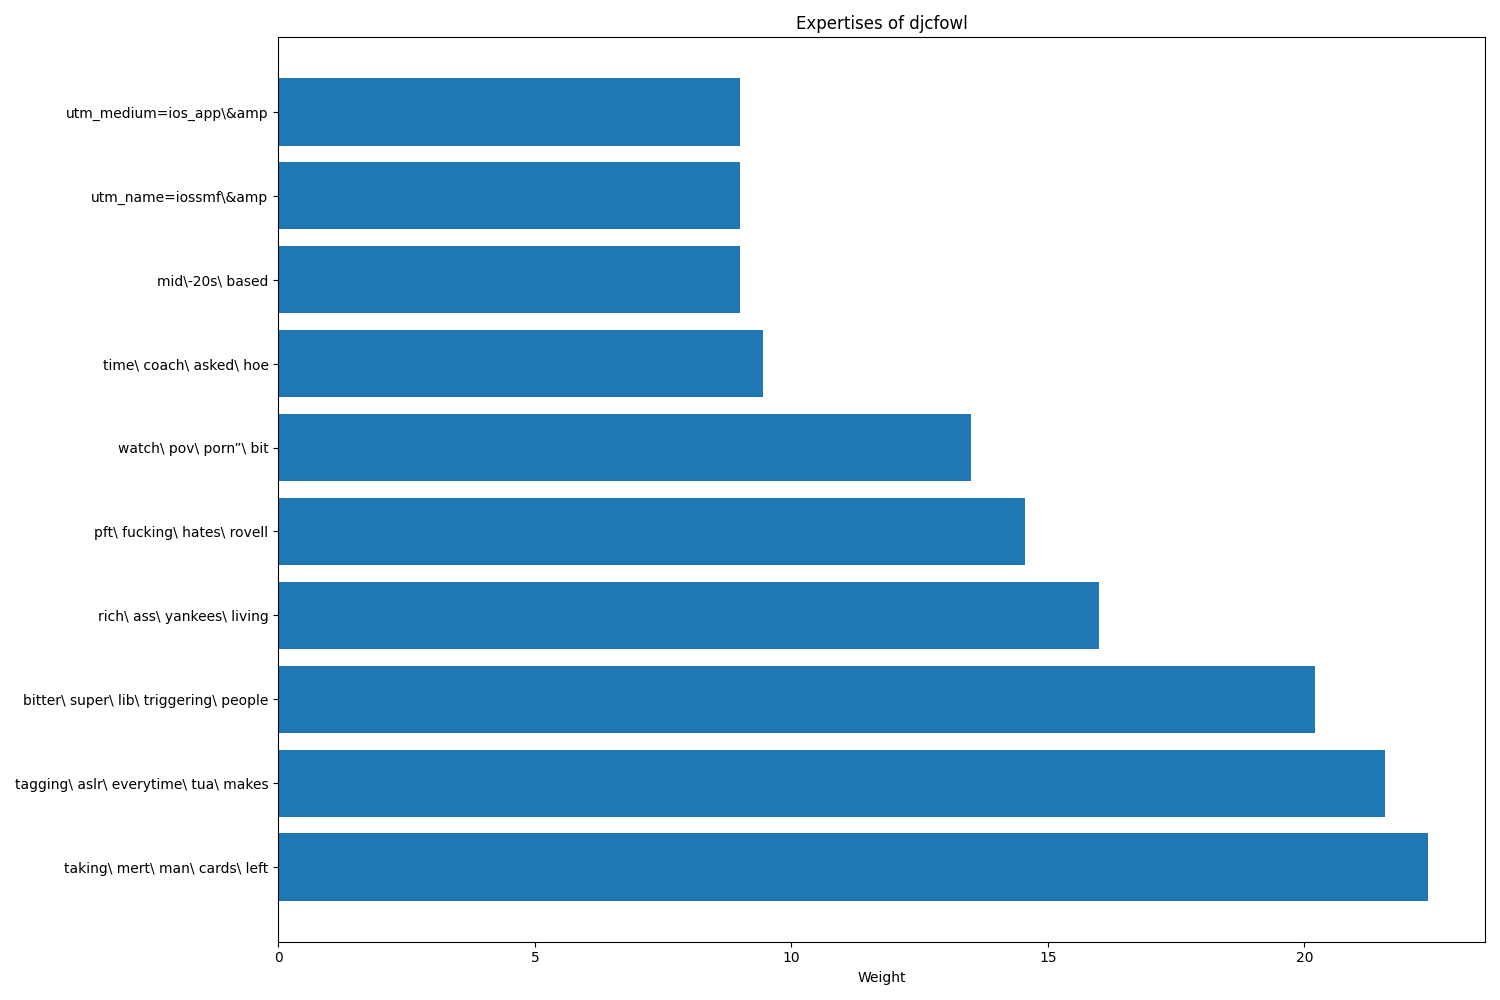 Expertises of djcfowl
utm_medium=ios_app\&amp
utm_name=iossmf\&amp
mid\-20s\ based
time\ coach\ asked\ hoe
watch\ pov\ porn”\ bit
pft\ fucking\ hates\ rovell
rich\ ass\ yankees\ living
bitter\ super\ lib\ triggering\ people
tagging\ aslr\ everytime\ tua\ makes
taking\ mert\ man\ cards\ left
0 5 10 15 20
Weight